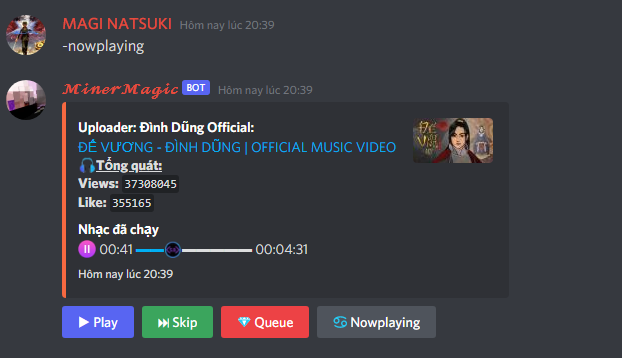 MAGI NATSUKI Hôm nay lúc 20:39
-nowplaying
𝓜𝓲𝓷𝓮𝓻 𝓜𝓪𝓰𝓲𝓬 BOT Hôm nay lúc 20:39
Uploader: Đình Dũng Official:
ĐẾ VƯƠNG - ĐÌNH DŨNG | OFFICIAL MUSIC VIDEO
🎧Tổng quát:
Views: 37308045
Like: 355165
Nhạc đã chạy
00:41 00:04:31
Hôm nay lúc 20:39
▶ Play ⏭ Skip 💎 Queue ♋ Nowplaying